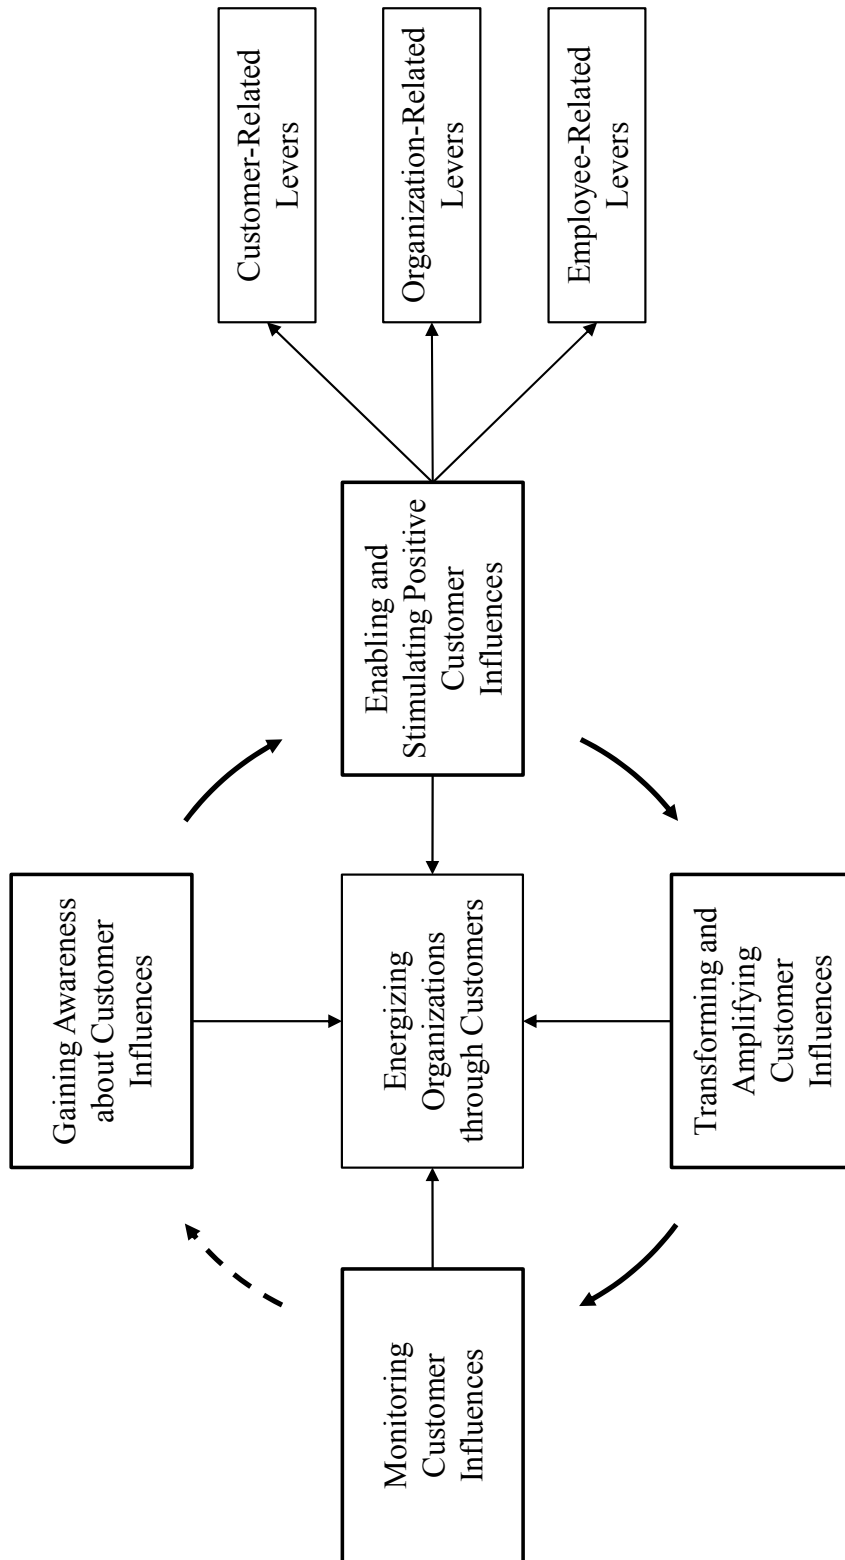 Gaining Awareness
about Customer
Influences
Monitoring
Customer
Influences
Energizing
Organizations
through Customers
Enabling and
Stimulating Positive
Customer
Influences
Transforming and
Amplifying
Customer
Influences
Customer-Related
Levers
Organization-Related
Levers
Employee-Related
Levers